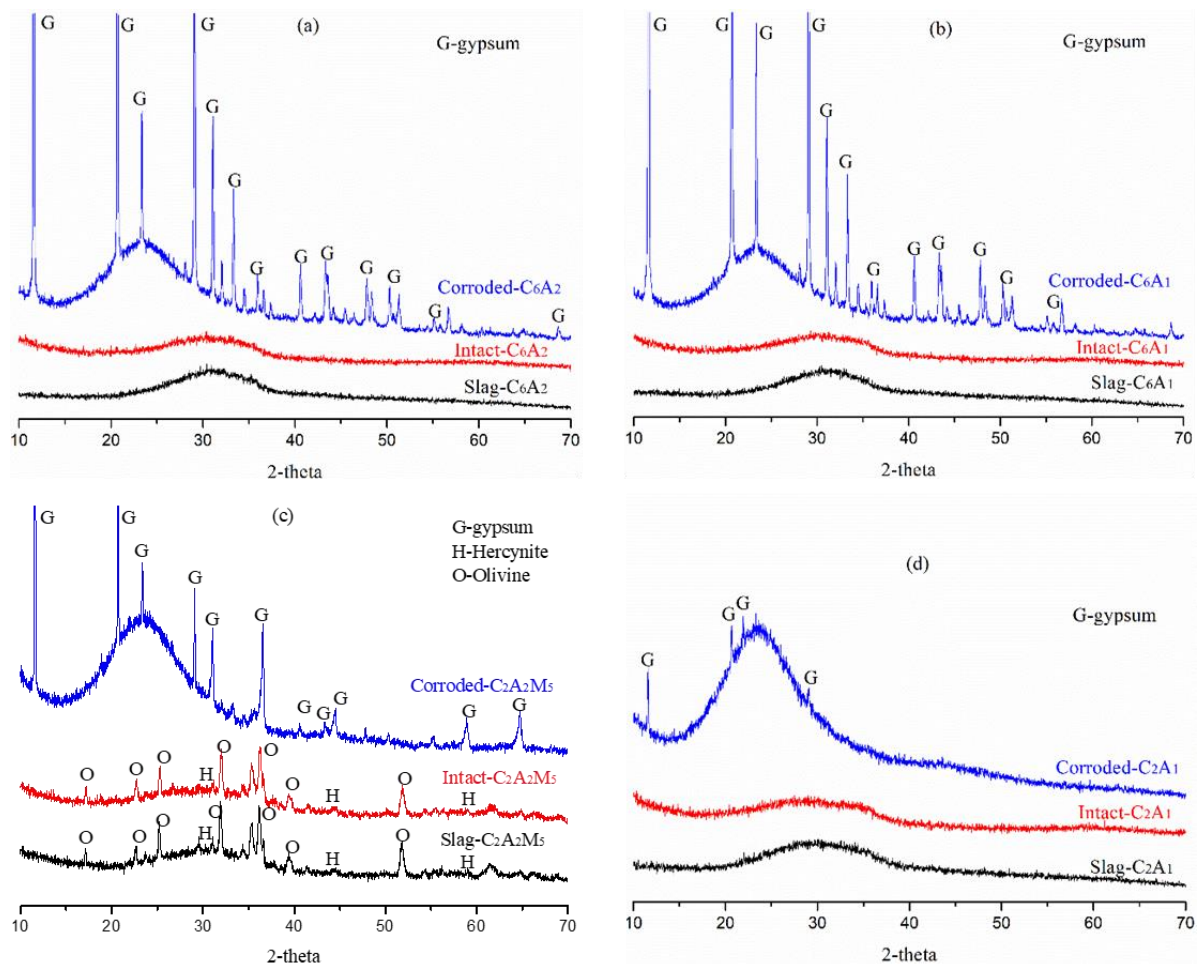 (a)
G-gypsum
G G G G G G G G G G G G G
Corroded-C6A2
Intact-C6A2
Slag-C6A2
10 20 30 40 50 60 70
2-theta
(b)
G-gypsum
G G G G G G G G G G G G
Corroded-C6A1
Intact-C6A1
Slag-C6A1
10 20 30 40 50 60 70
2-theta
(c)
G-gypsum
H-Hercynite
O-Olivine
G G G G G G G G G G G
Corroded-C2A2M5
O O O H O O O H O H
Intact-C2A2M5
O O O H O O O H O H
Slag-C2A2M5
10 20 30 40 50 60 70
2-theta
(d)
G-gypsum
G G G G
Corroded-C2A1
Intact-C2A1
Slag-C2A1
10 20 30 40 50 60 70
2-theta